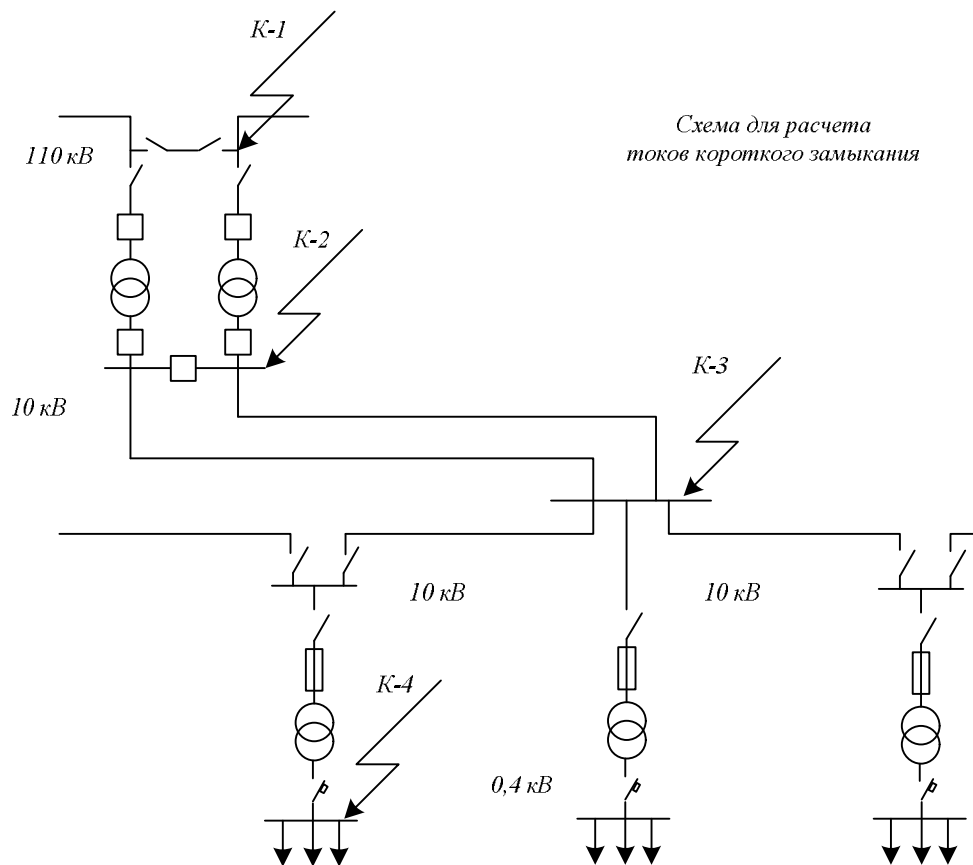 К-1
Схема для расчета
токов короткого замыкания
110 кВ
К-2
К-3
10 кВ
10 кВ
10 кВ
К-4
0,4 кВ